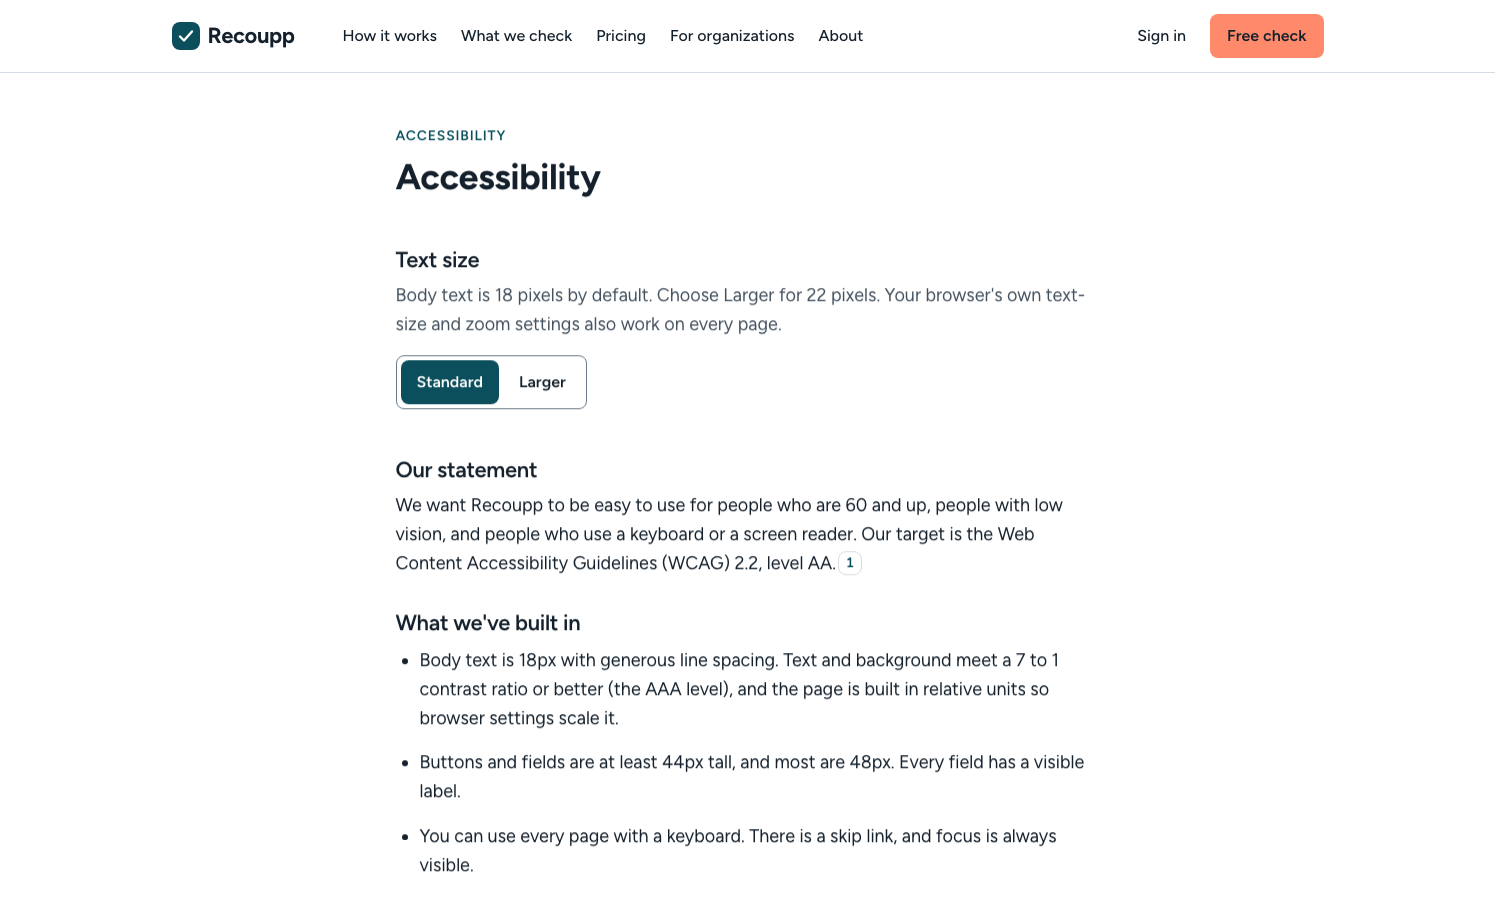 Recoupp
How it works
What we check
Pricing
For organizations
About
Sign in
Free check
ACCESSIBILITY
Accessibility
Text size
Body text is 18 pixels by default. Choose Larger for 22 pixels. Your browser's own text-
size and zoom settings also work on every page.
Standard
Larger
Our statement
We want Recoupp to be easy to use for people who are 60 and up, people with low
vision, and people who use a keyboard or a screen reader. Our target is the Web
Content Accessibility Guidelines (WCAG) 2.2, level AA. 1
What we've built in
Body text is 18px with generous line spacing. Text and background meet a 7 to 1
contrast ratio or better (the AAA level), and the page is built in relative units so
browser settings scale it.
Buttons and fields are at least 44px tall, and most are 48px. Every field has a visible
label.
You can use every page with a keyboard. There is a skip link, and focus is always
visible.